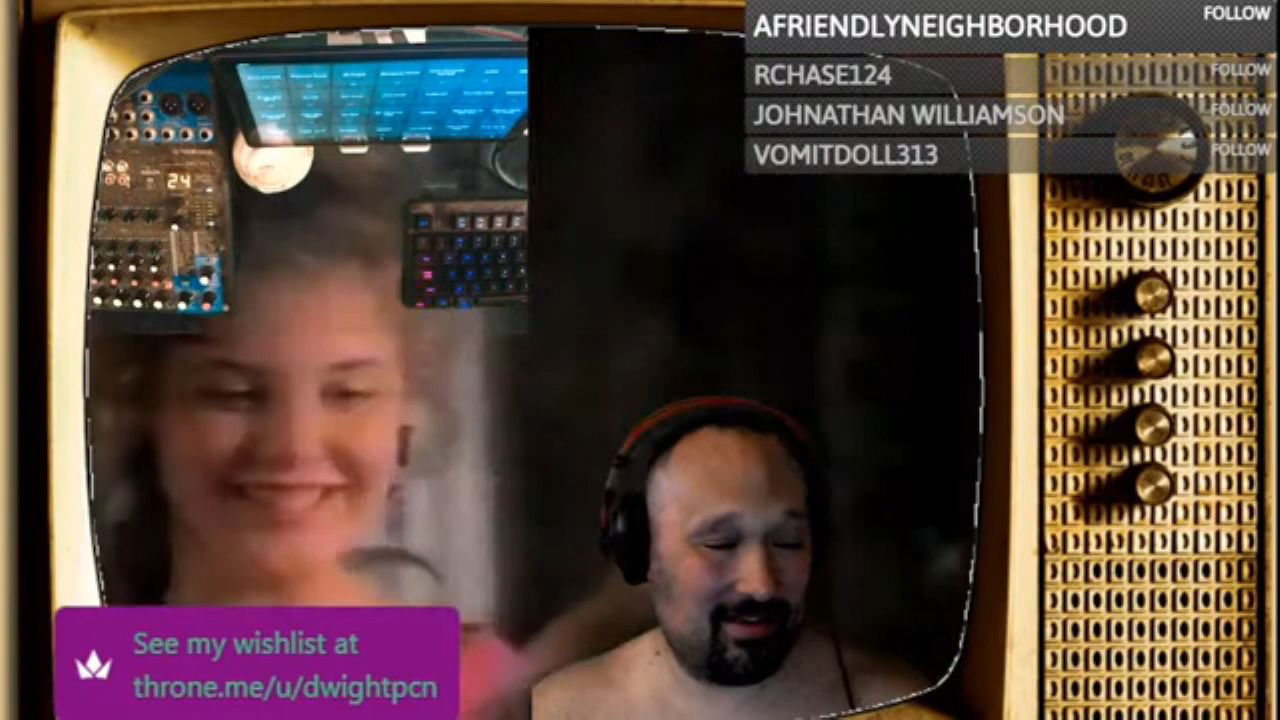 AFRIENDLYNEIGHBORHOOD
FOLLOW
RCHASE124
FOLLOW
JOHNATHAN WILLIAMSON
FOLLOW
VOMITDOLL313
FOLLOW
24
See my wishlist at
throne.me/u/dwightpcn